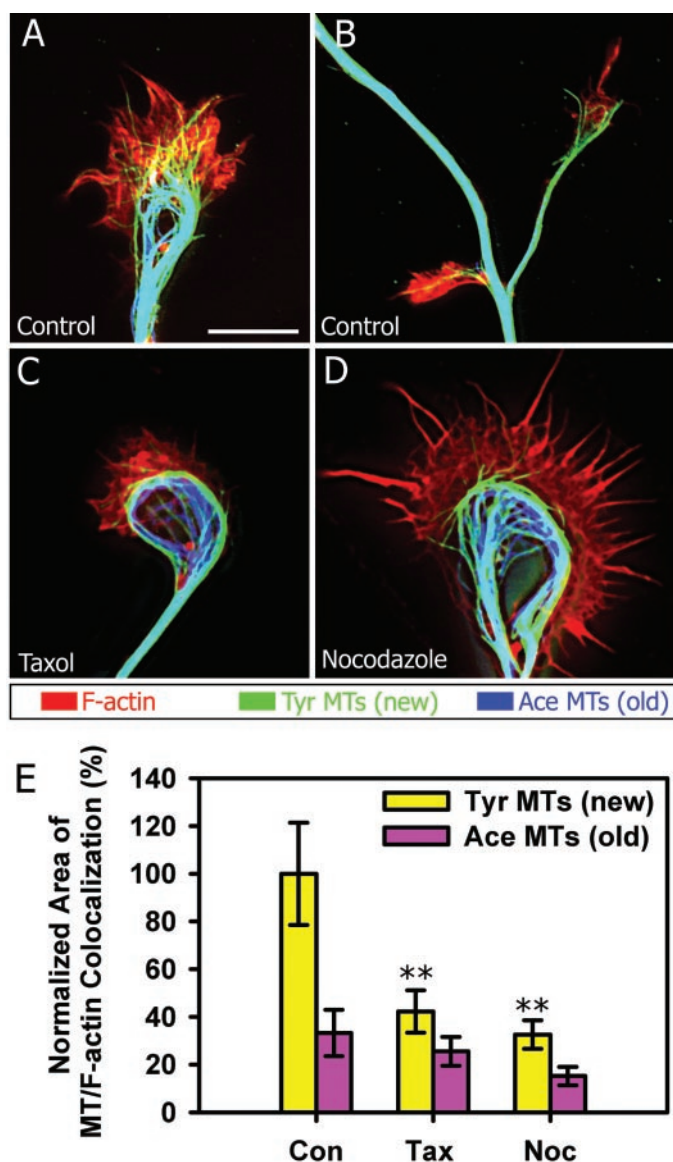 A
B
Control
Control
C
D
Taxol
Nocodazole
F-actin Tyr MTs (new) Ace MTs (old)
E
Normalized Area of
MT/F-actin Colocalization (%)
140
120
100
80
60
40
20
0
Tyr MTs (new)
Ace MTs (old)
**
**
Con Tax Noc